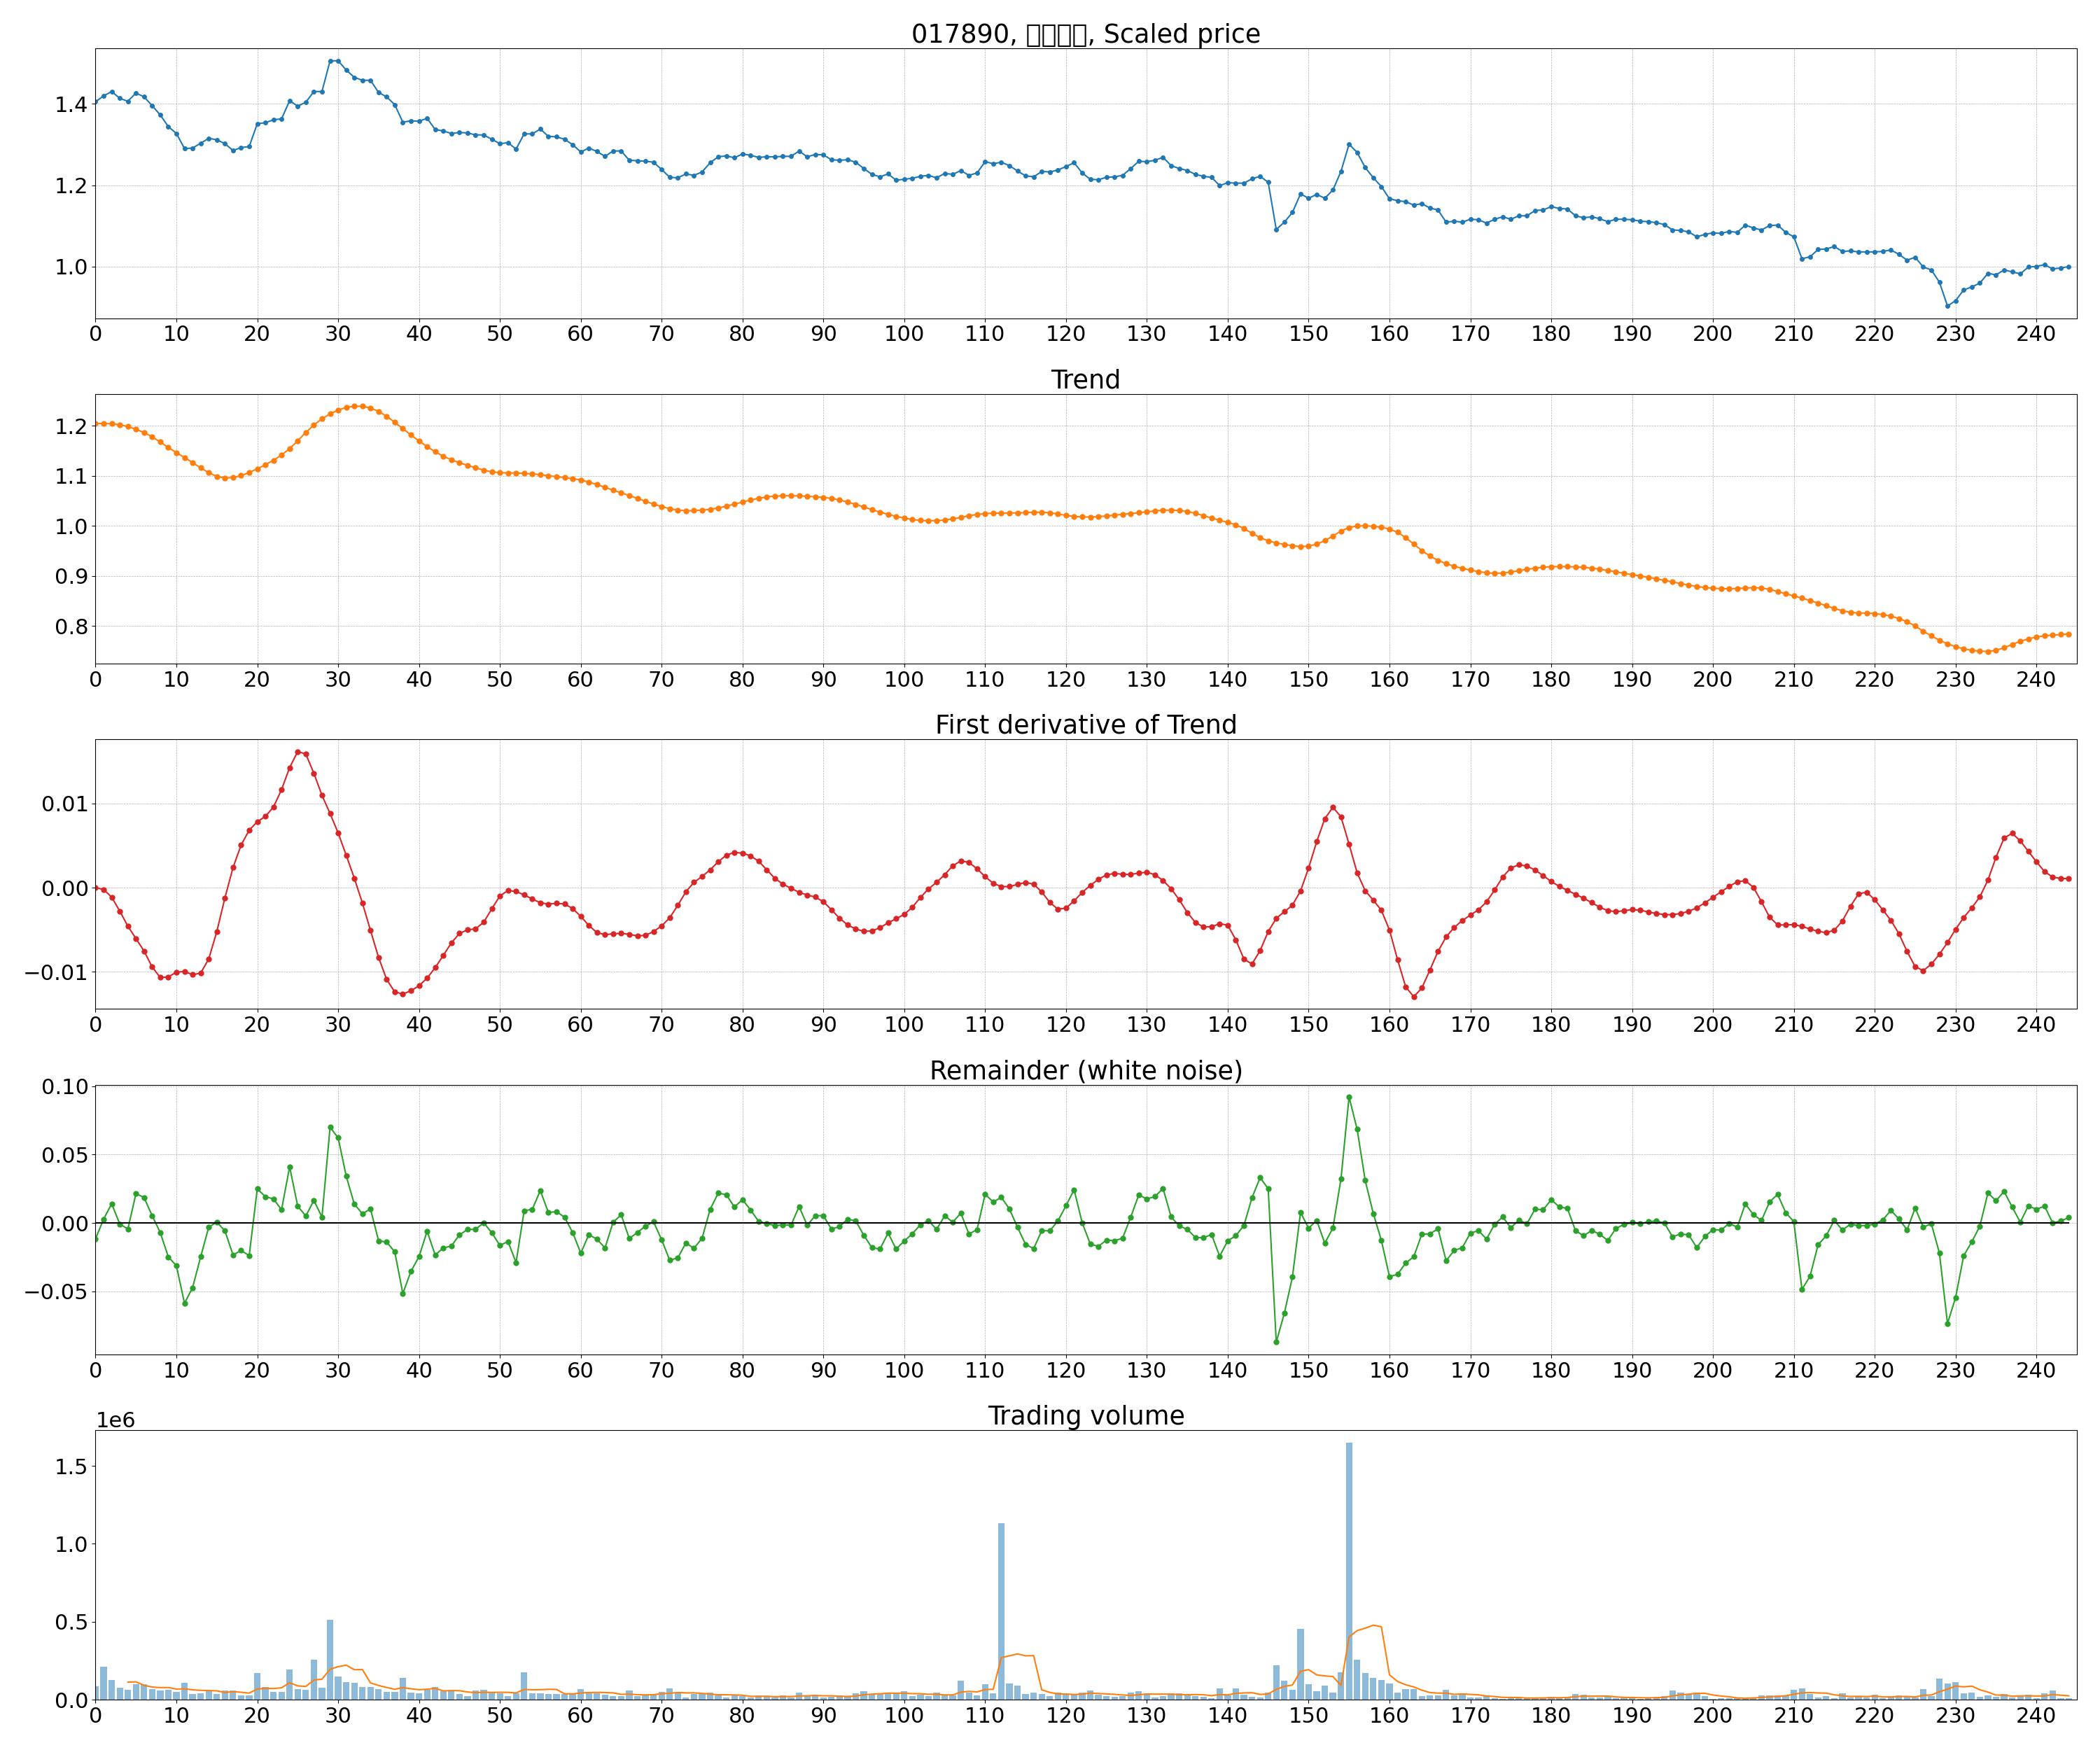 017890, □□□□, Scaled price
1.4
1.2
1.0
0 10 20 30 40 50 60 70 80 90 100 110 120 130 140 150 160 170 180 190 200 210 220 230 240
Trend
1.2
1.1
1.0
0.9
0.8
0 10 20 30 40 50 60 70 80 90 100 110 120 130 140 150 160 170 180 190 200 210 220 230 240
First derivative of Trend
0.01
0.00
−0.01
0 10 20 30 40 50 60 70 80 90 100 110 120 130 140 150 160 170 180 190 200 210 220 230 240
Remainder (white noise)
0.10
0.05
0.00
−0.05
0 10 20 30 40 50 60 70 80 90 100 110 120 130 140 150 160 170 180 190 200 210 220 230 240
Trading volume
1e6
1.5
1.0
0.5
0.0
0 10 20 30 40 50 60 70 80 90 100 110 120 130 140 150 160 170 180 190 200 210 220 230 240